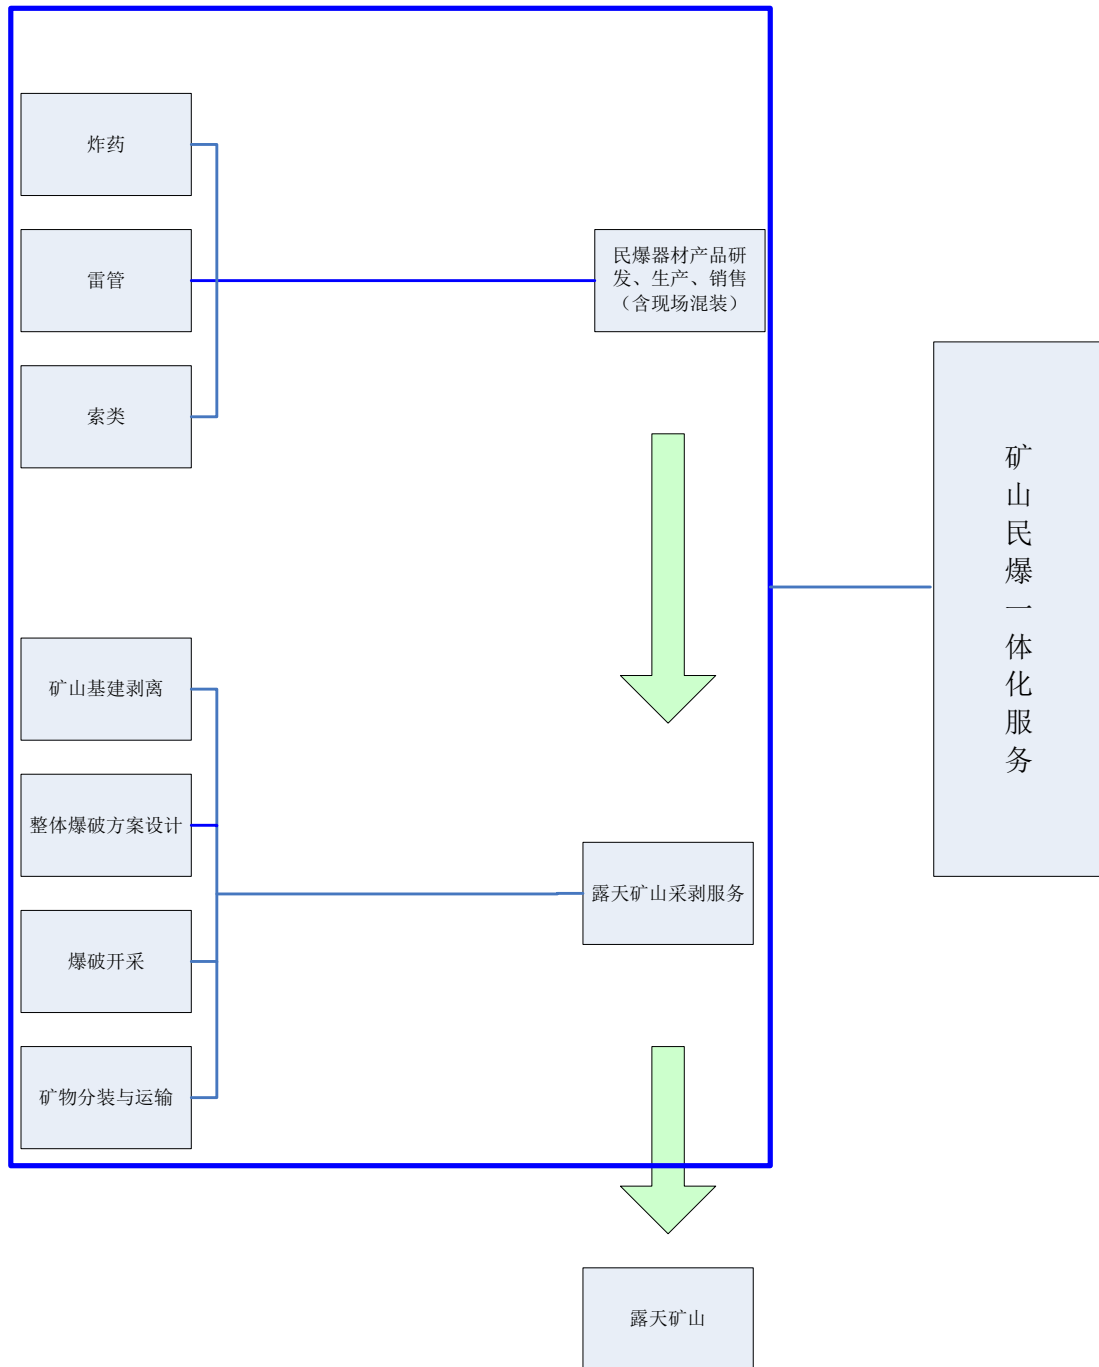 炸药
雷管
索类
民爆器材产品研
发、生产、销售
（含现场混装）
矿山民爆一体化服务
矿山基建剥离
整体爆破方案设计
爆破开采
矿物分装与运输
露天矿山采剥服务
露天矿山